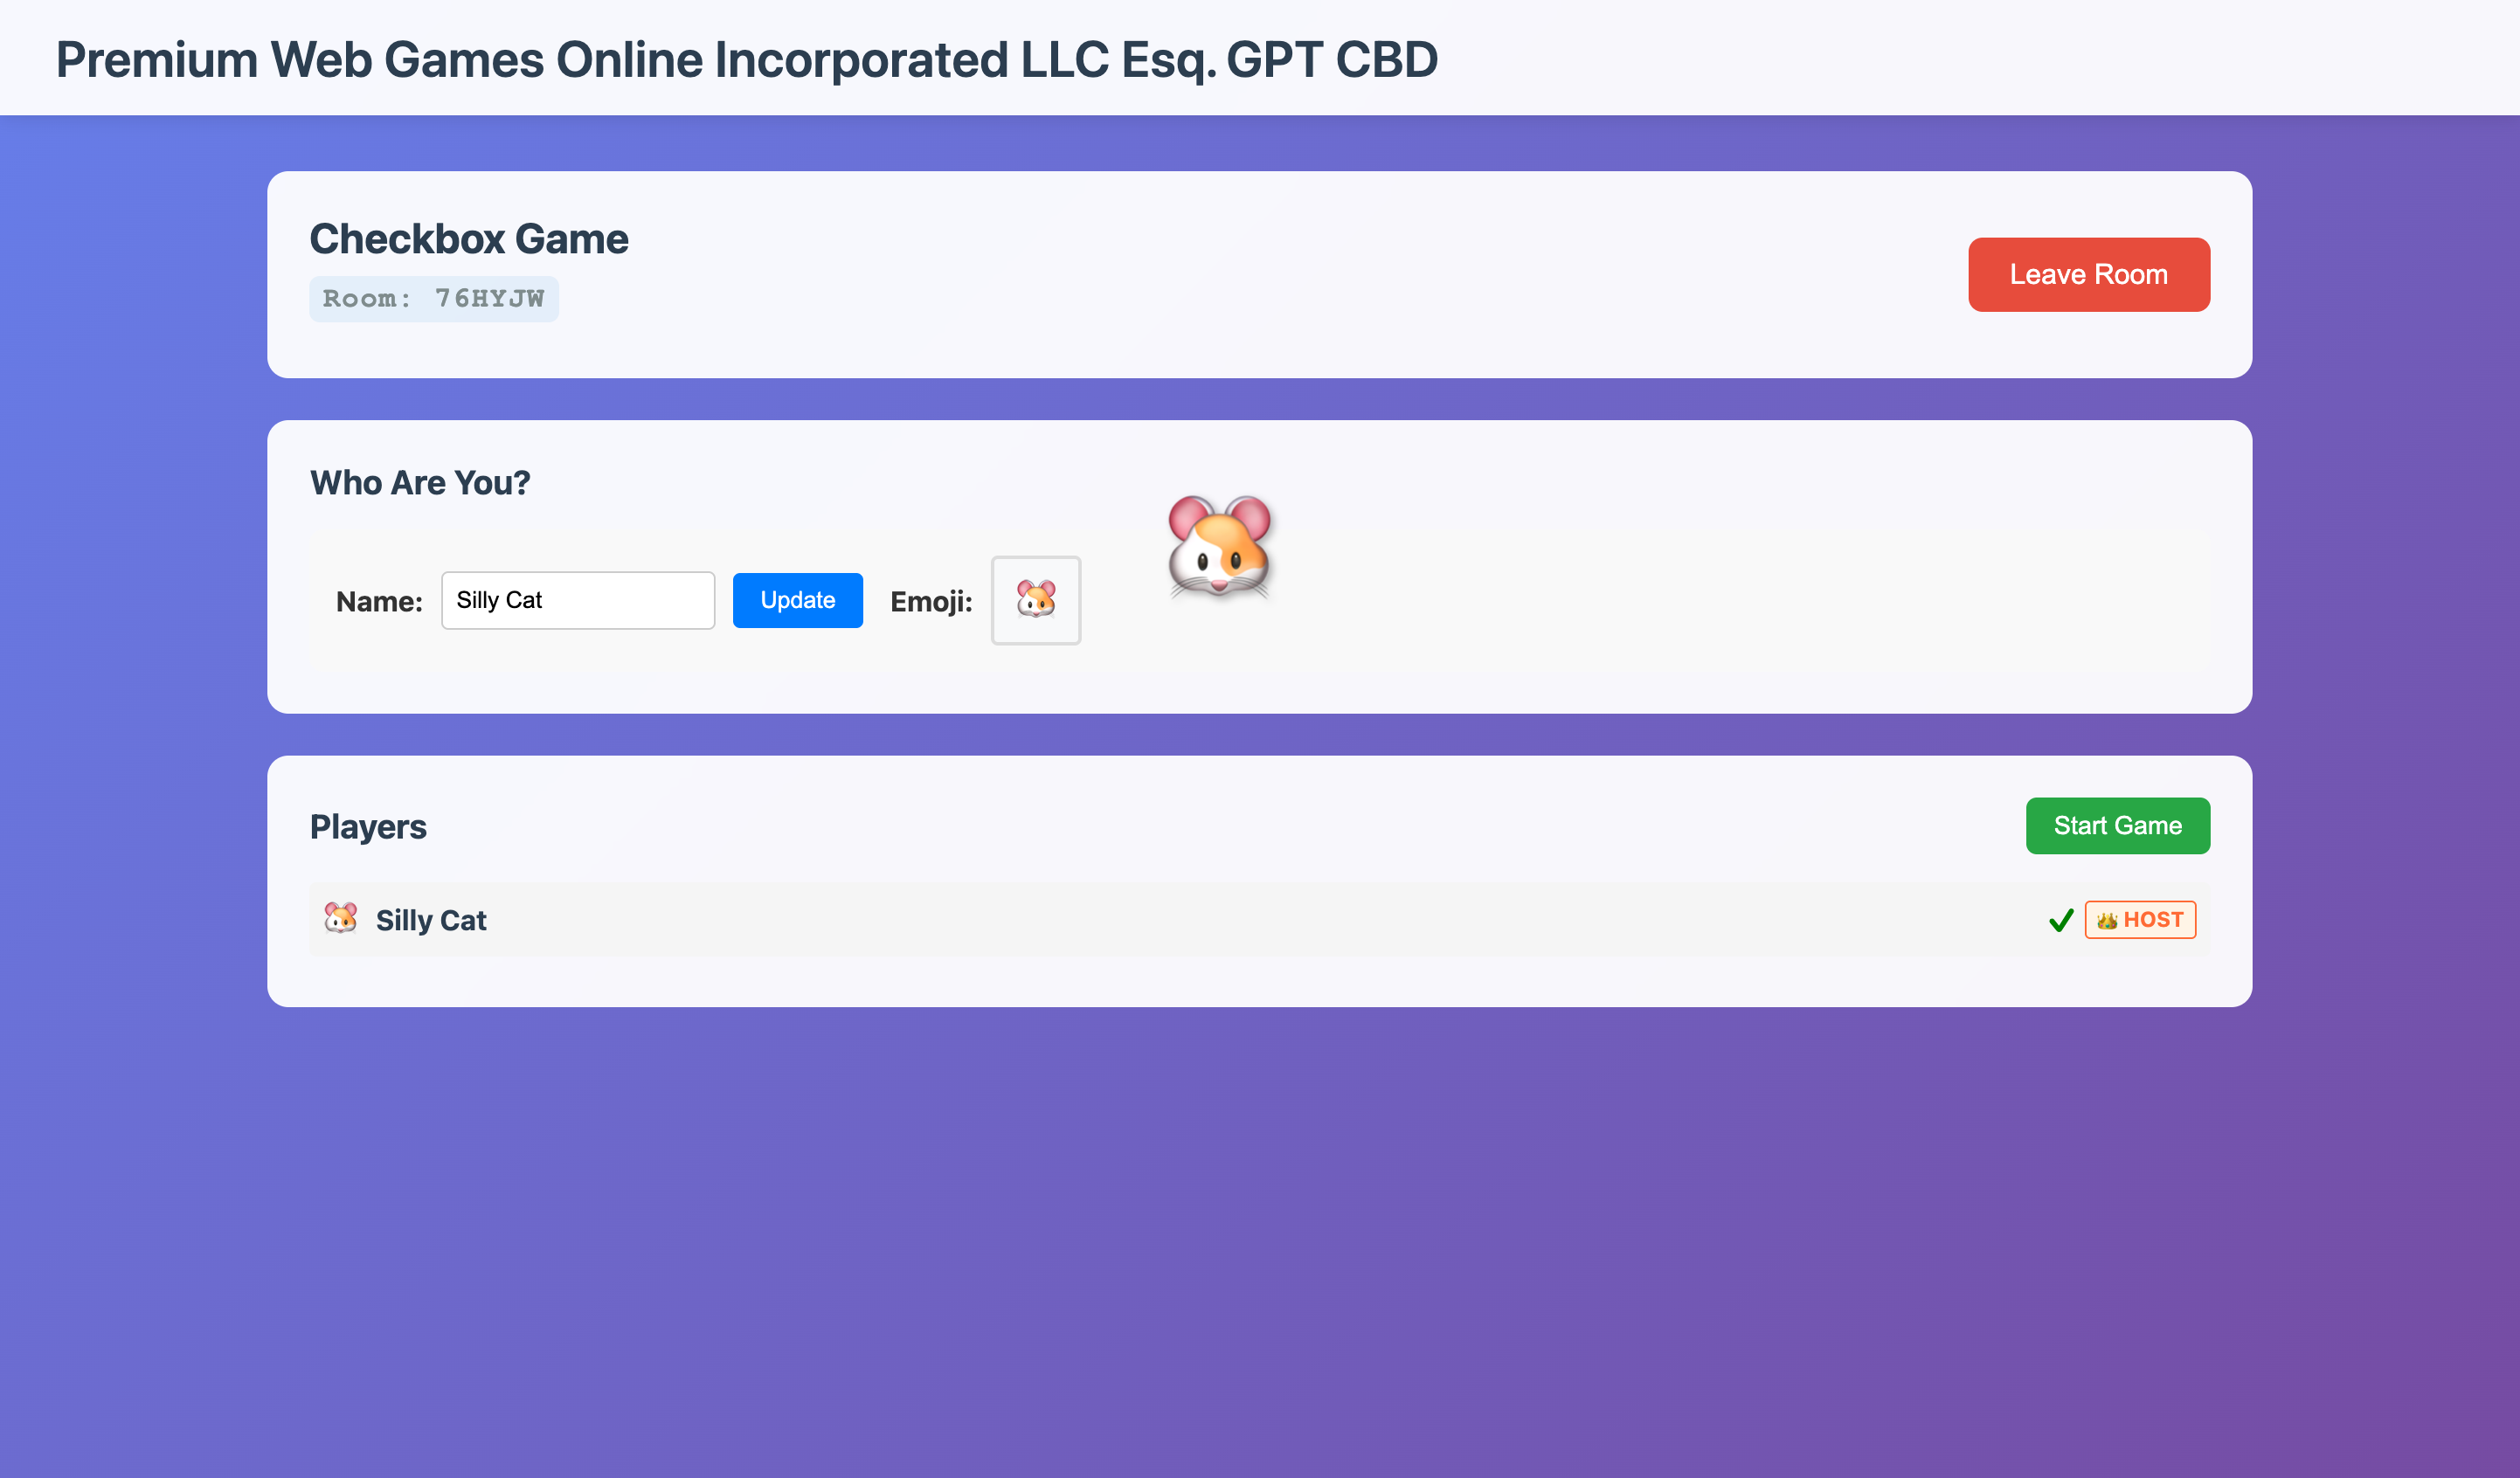 Premium Web Games Online Incorporated LLC Esq. GPT CBD
Checkbox Game
Room: 76HYJW
Leave Room
Who Are You?
Name: Silly Cat Update Emoji:
Players
Start Game
Silly Cat
HOST